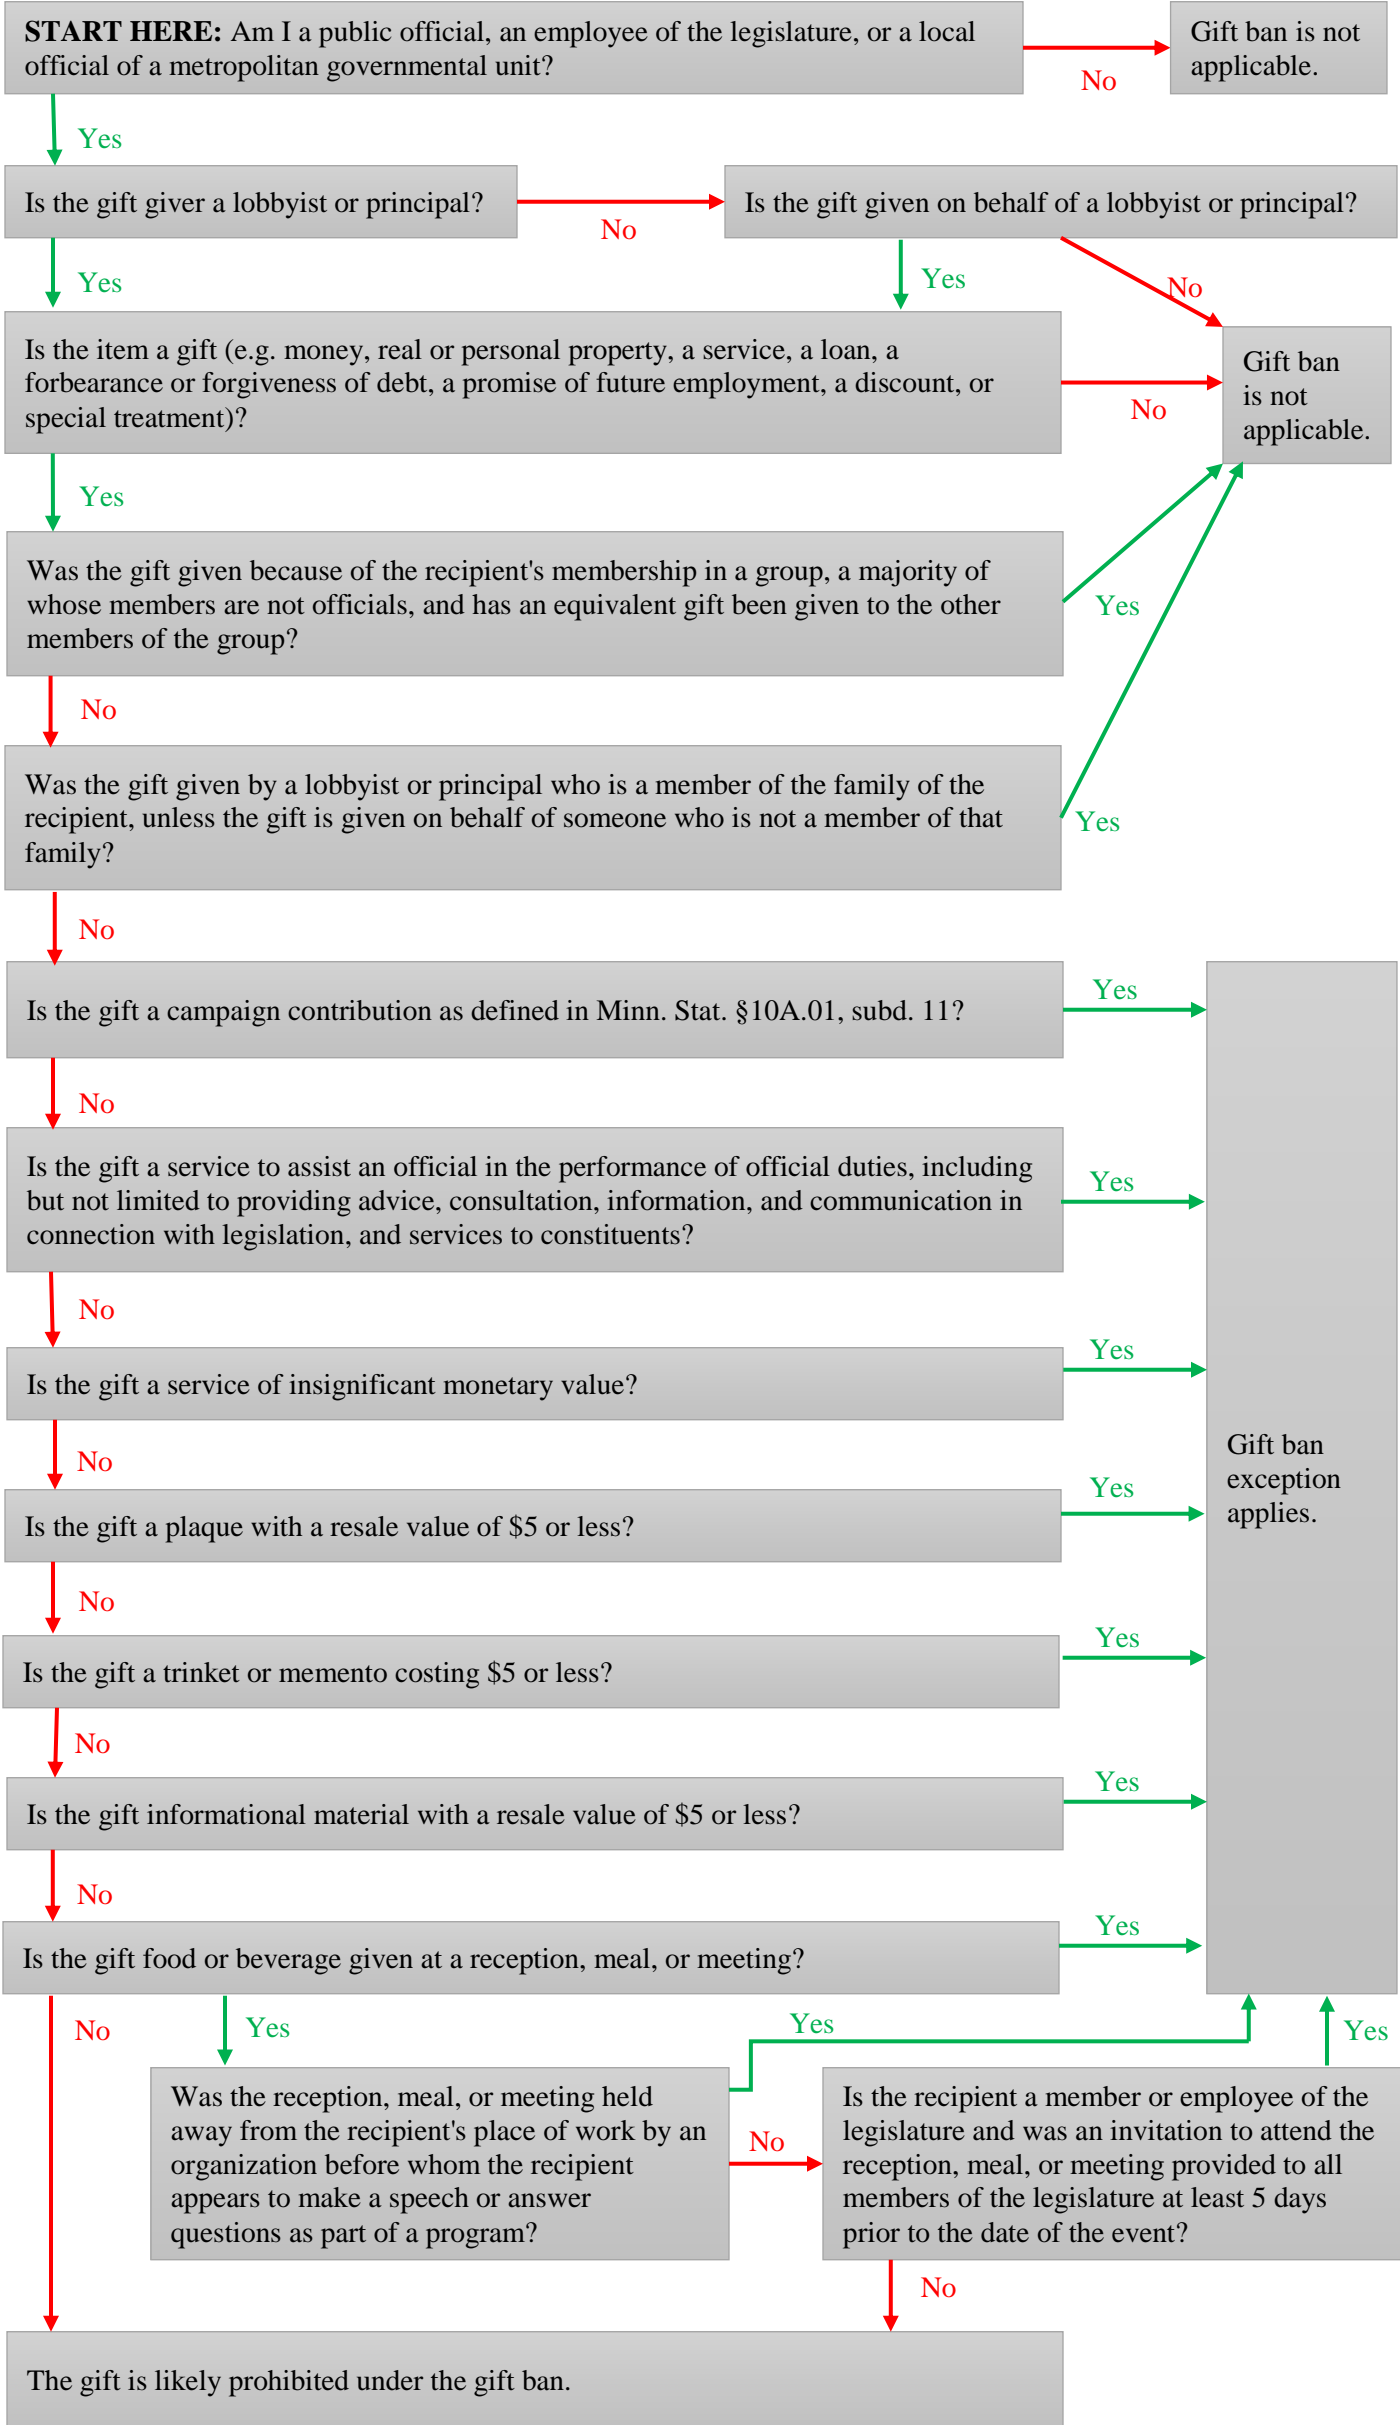 START HERE: Am I a public official, an employee of the legislature, or a local
official of a metropolitan governmental unit?
No
Gift ban is not
applicable.
Yes
Is the gift giver a lobbyist or principal?
No
Is the gift given on behalf of a lobbyist or principal?
Yes
Yes
No
Is the item a gift (e.g. money, real or personal property, a service, a loan, a
forbearance or forgiveness of debt, a promise of future employment, a discount, or
special treatment)?
No
Gift ban
is not
applicable.
Yes
Was the gift given because of the recipient's membership in a group, a majority of
whose members are not officials, and has an equivalent gift been given to the other
members of the group?
Yes
No
Was the gift given by a lobbyist or principal who is a member of the family of the
recipient, unless the gift is given on behalf of someone who is not a member of that
family?
Yes
No
Is the gift a campaign contribution as defined in Minn. Stat. §10A.01, subd. 11?
Yes
No
Is the gift a service to assist an official in the performance of official duties, including
but not limited to providing advice, consultation, information, and communication in
connection with legislation, and services to constituents?
Yes
No
Is the gift a service of insignificant monetary value?
Yes
Gift ban
exception
applies.
No
Is the gift a plaque with a resale value of $5 or less?
Yes
No
Is the gift a trinket or memento costing $5 or less?
Yes
No
Is the gift informational material with a resale value of $5 or less?
Yes
No
Is the gift food or beverage given at a reception, meal, or meeting?
Yes
No
Yes
Yes
Yes
Was the reception, meal, or meeting held
away from the recipient's place of work by an
organization before whom the recipient
appears to make a speech or answer
questions as part of a program?
No
Is the recipient a member or employee of the
legislature and was an invitation to attend the
reception, meal, or meeting provided to all
members of the legislature at least 5 days
prior to the date of the event?
No
The gift is likely prohibited under the gift ban.